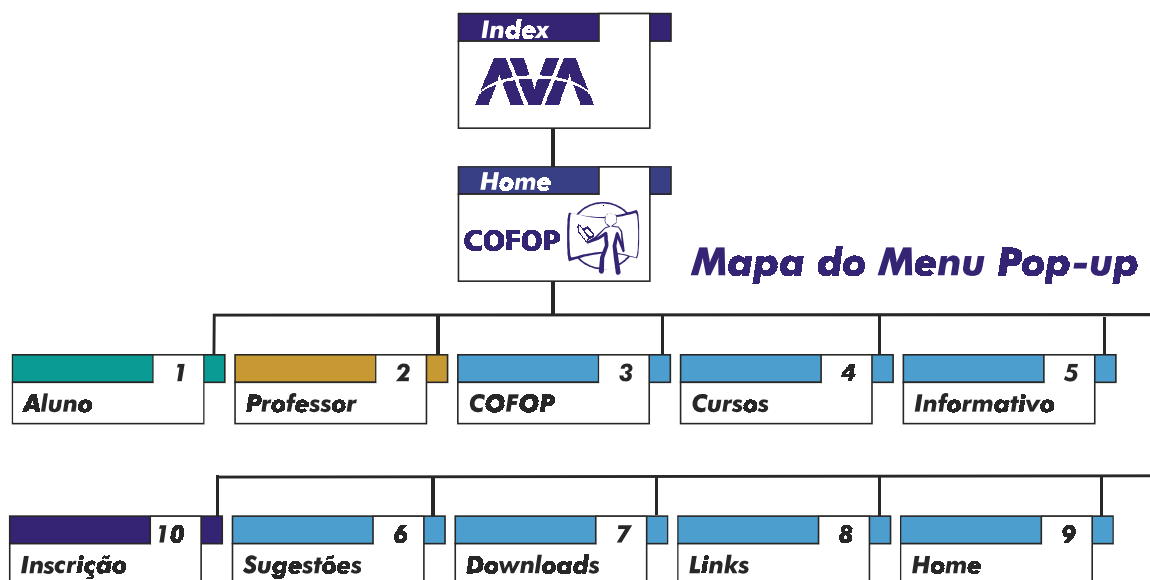 Index
AVA
Home
COFOP
Mapa do Menu Pop-up
1
Aluno
2
Professor
3
COFOP
4
Cursos
5
Informativo
10
Inscrição
6
Sugestões
7
Downloads
8
Links
9
Home